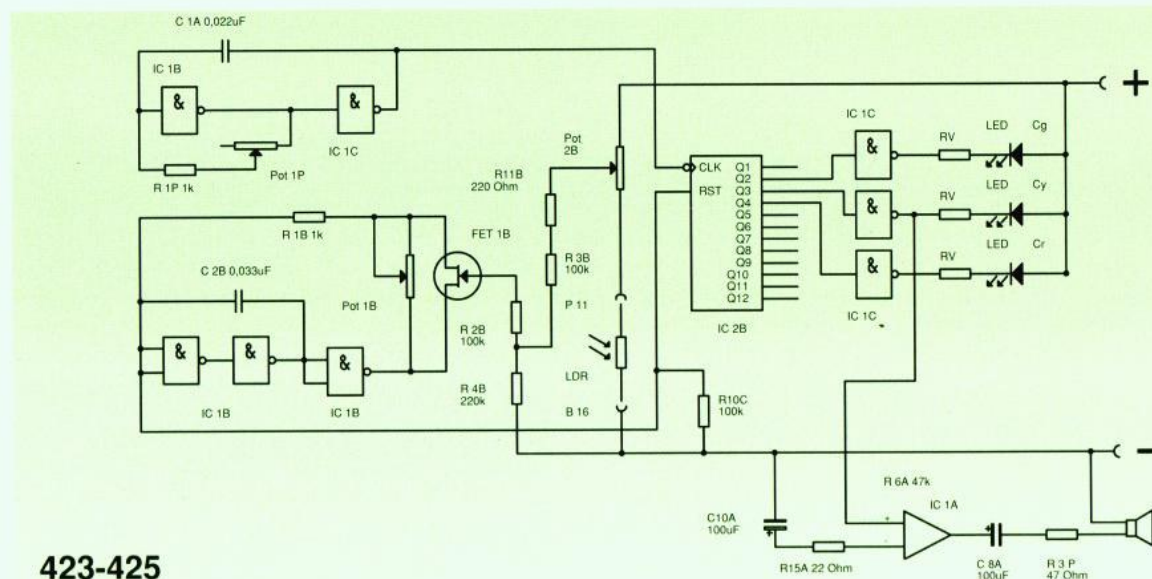 C 1A 0,022uF
IC 1B
&
&
IC 1C
R 1P 1k
Pot 1P
R 1B 1k
C 2B 0,033uF
Pot 1B
FET 1B
&
&
&
IC 1B
IC 1B
R 2B
100k
R 4B
220k
R11B
220 Ohm
R 3B
100k
Pot
2B
P 11
LDR
B 16
CLK
RST
Q1
Q2
Q3
Q4
Q5
Q6
Q7
Q8
Q9
Q10
Q11
Q12
IC 2B
R10C
100k
IC 1C
&
&
&
IC 1C
RV
LED
Cg
RV
LED
Cy
RV
LED
Cr
+
-
R 6A 47k
IC 1A
C10A
100uF
+
R15A 22 Ohm
+
+
C 8A
100uF
R 3 P
47 Ohm
423-425